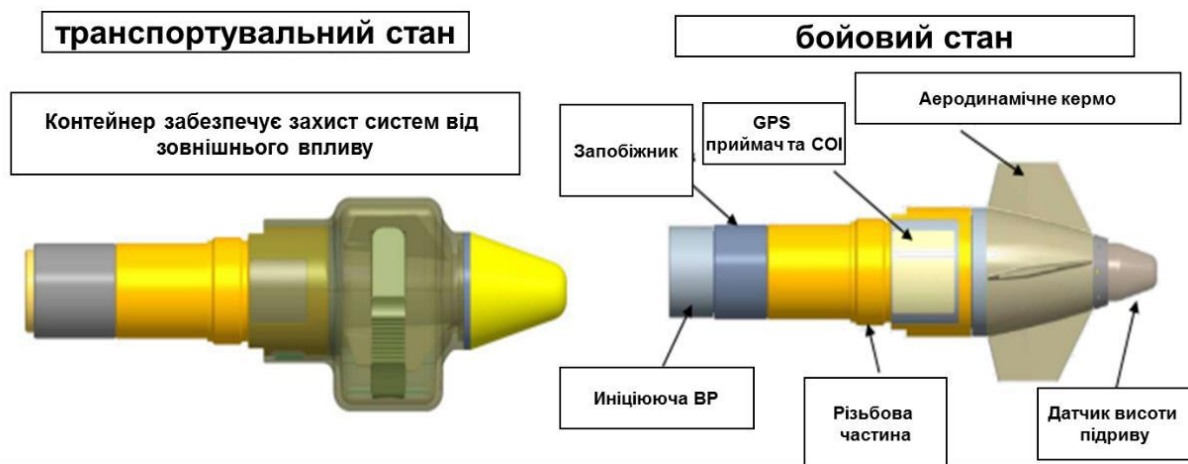 транспортувальний стан
бойовий стан
Контейнер забезпечує захист систем від
зовнішнього впливу
Запобіжник
GPS
приймач та СОІ
Аеродинамічне кермо
Инiцiююча ВР
Різьбова
частина
Датчик висоти
підриву